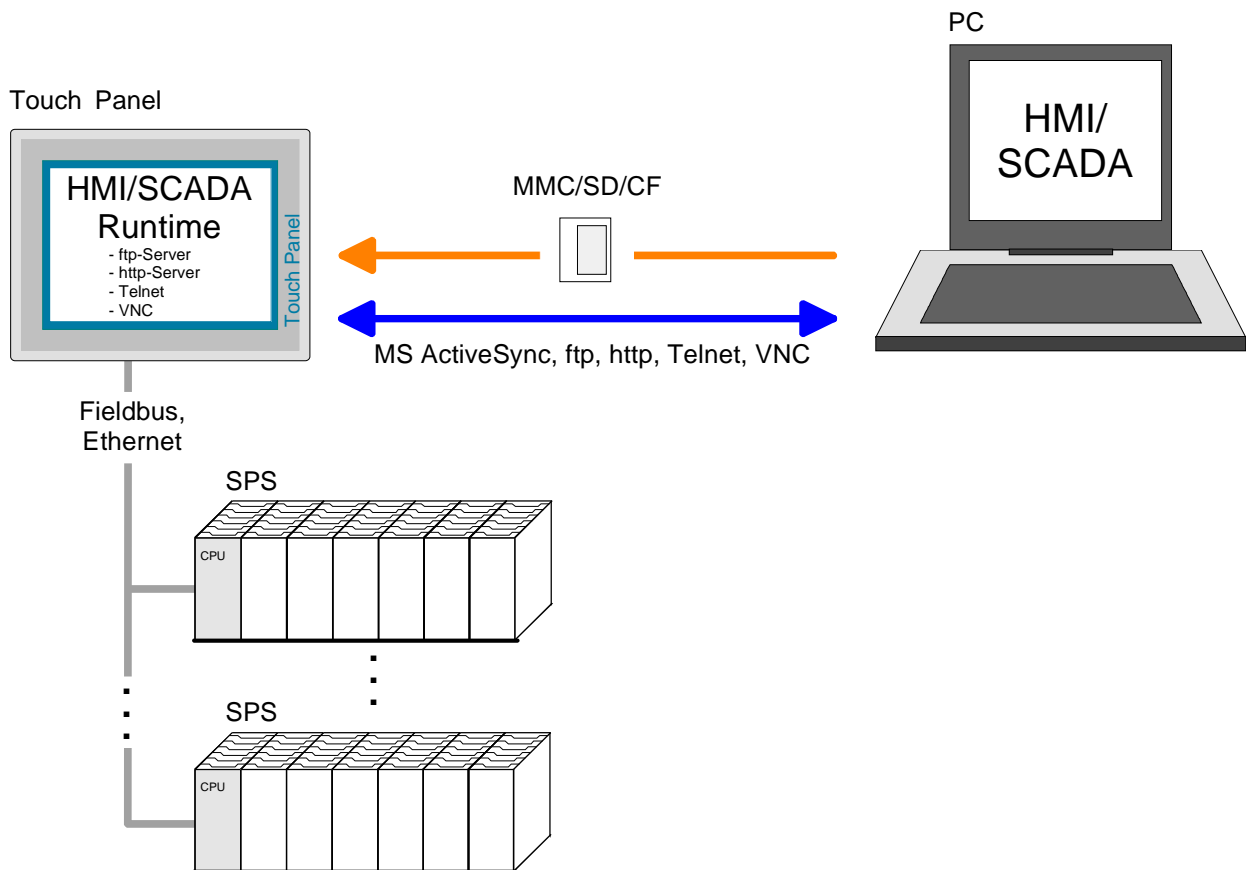 PC
Touch Panel
HMI/
SCADA
HMI/SCADA
Runtime
- ftp-Server
- http-Server
- Telnet
- VNC
Touch Panel
MMC/SD/CF
MS ActiveSync, ftp, http, Telnet, VNC
Fieldbus,
Ethernet
SPS
CPU
SPS
CPU